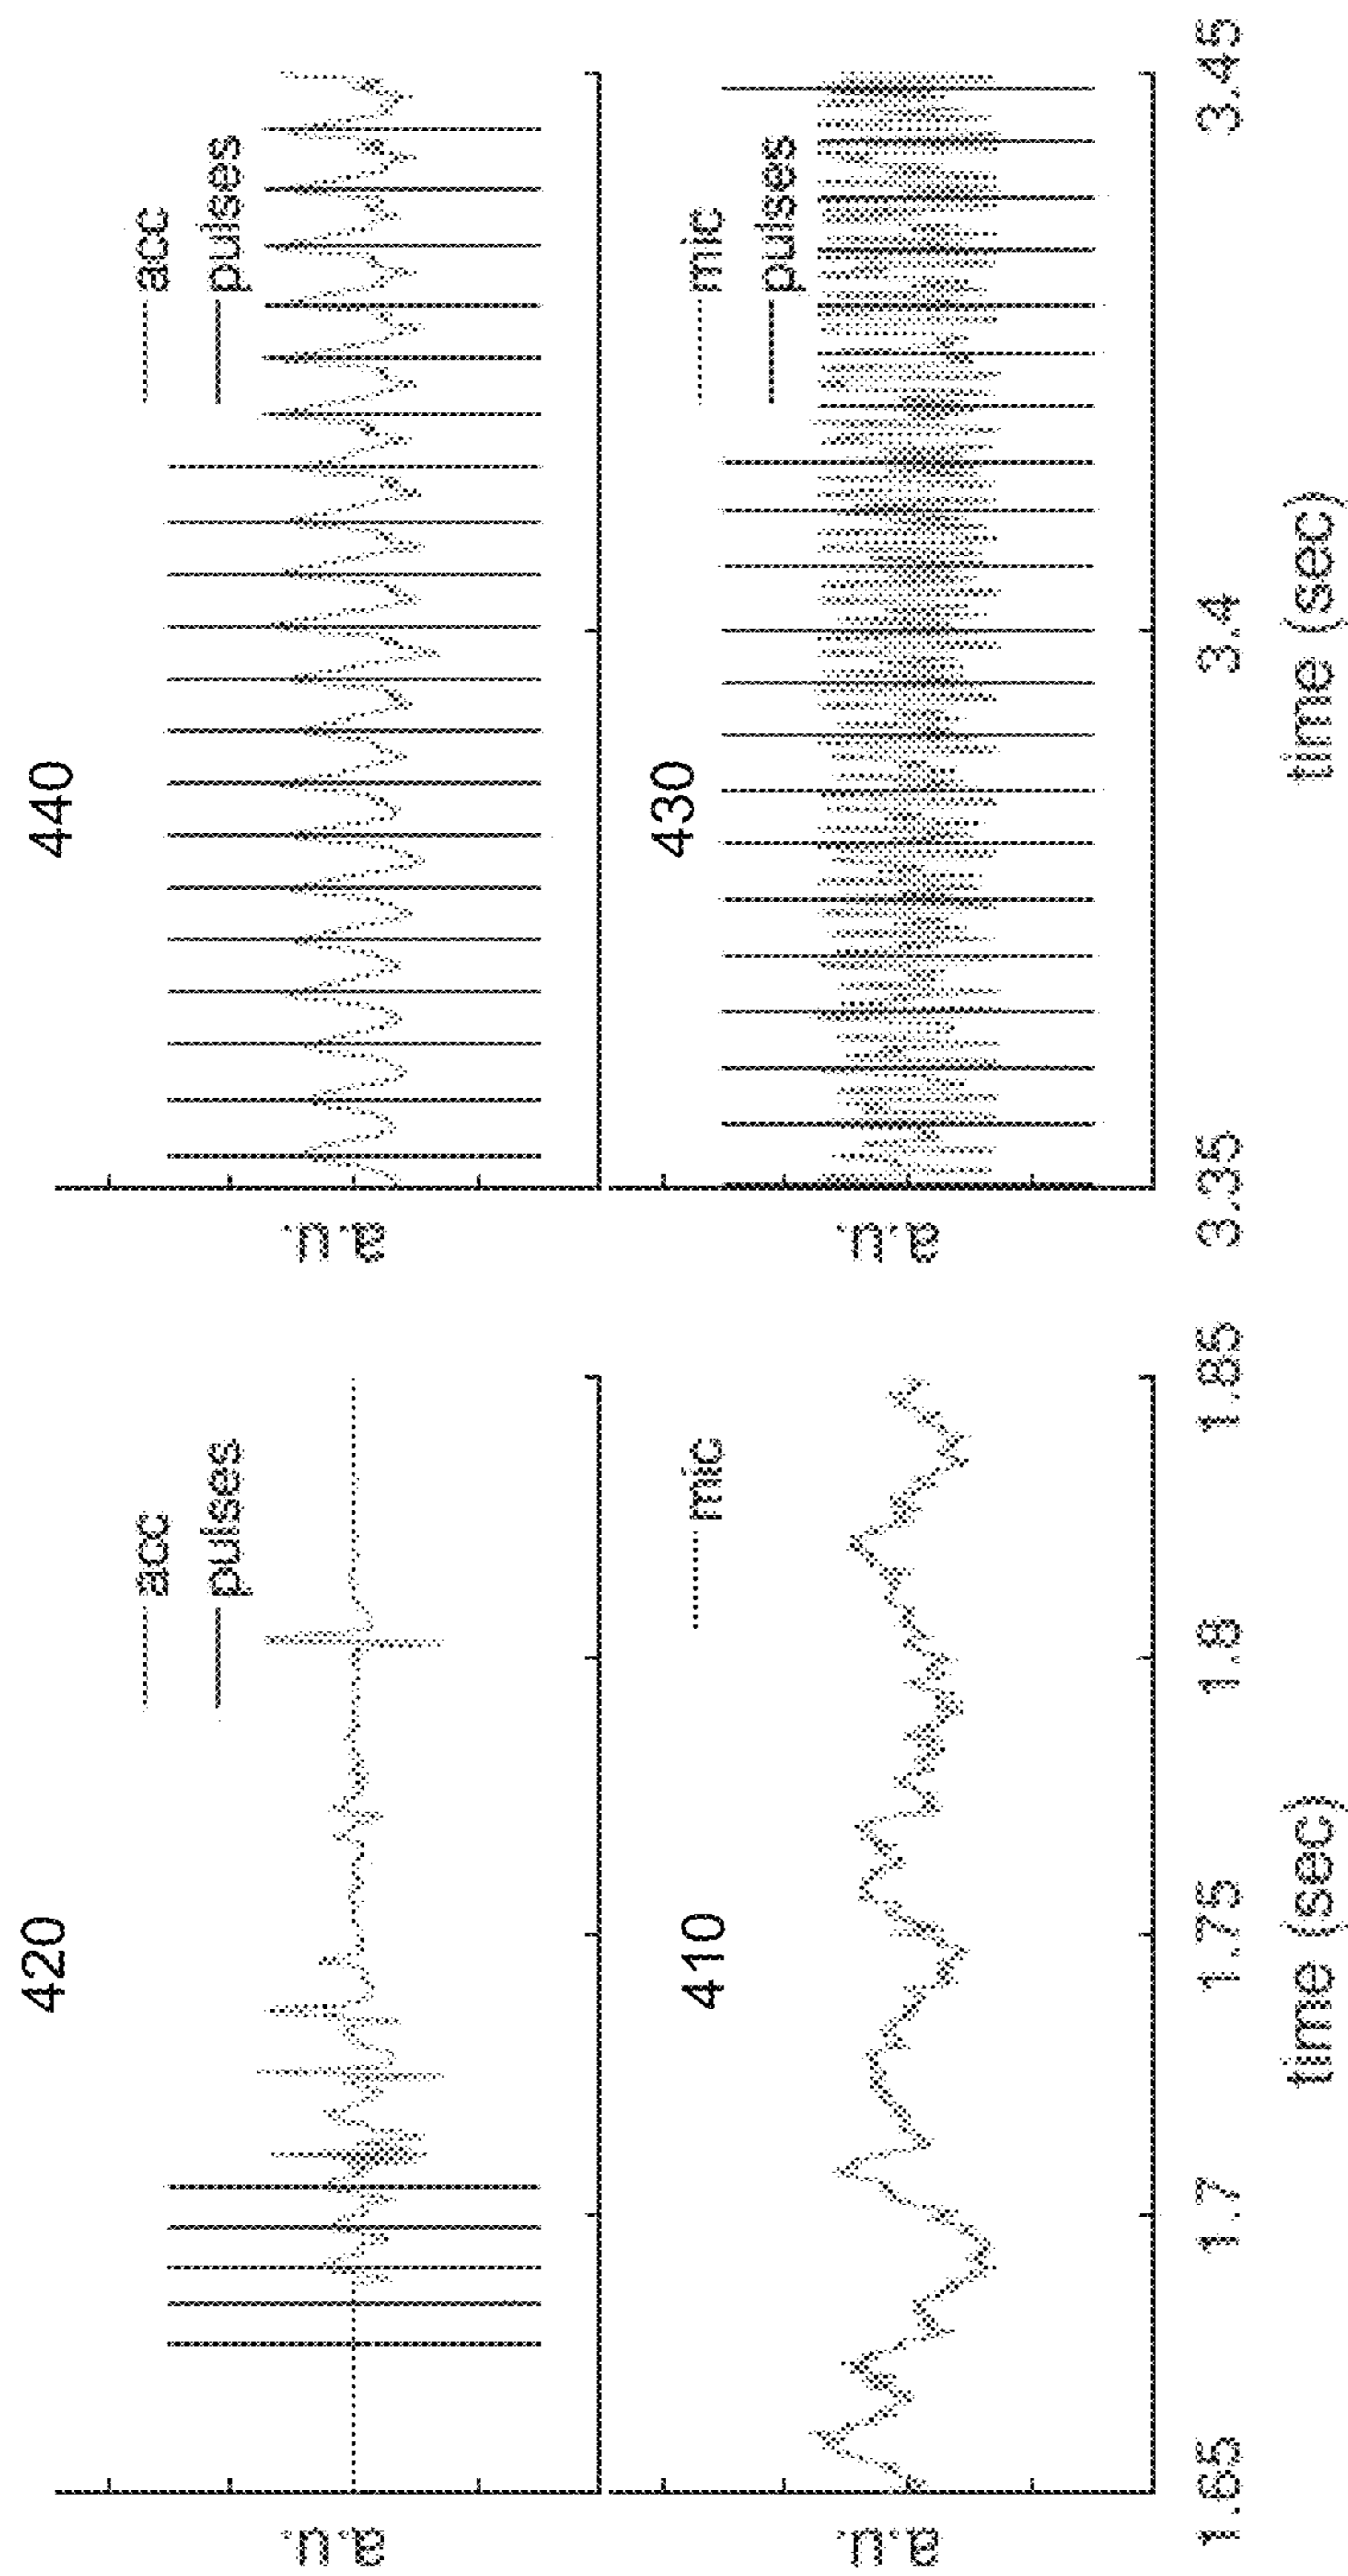 420
acc
pulses
a.u.
410
mic
a.u.
1.65
1.7
1.75
1.8
1.85
time (sec)
440
acc
pulses
a.u.
430
mic
pulses
a.u.
3.35
3.4
3.45
time (sec)